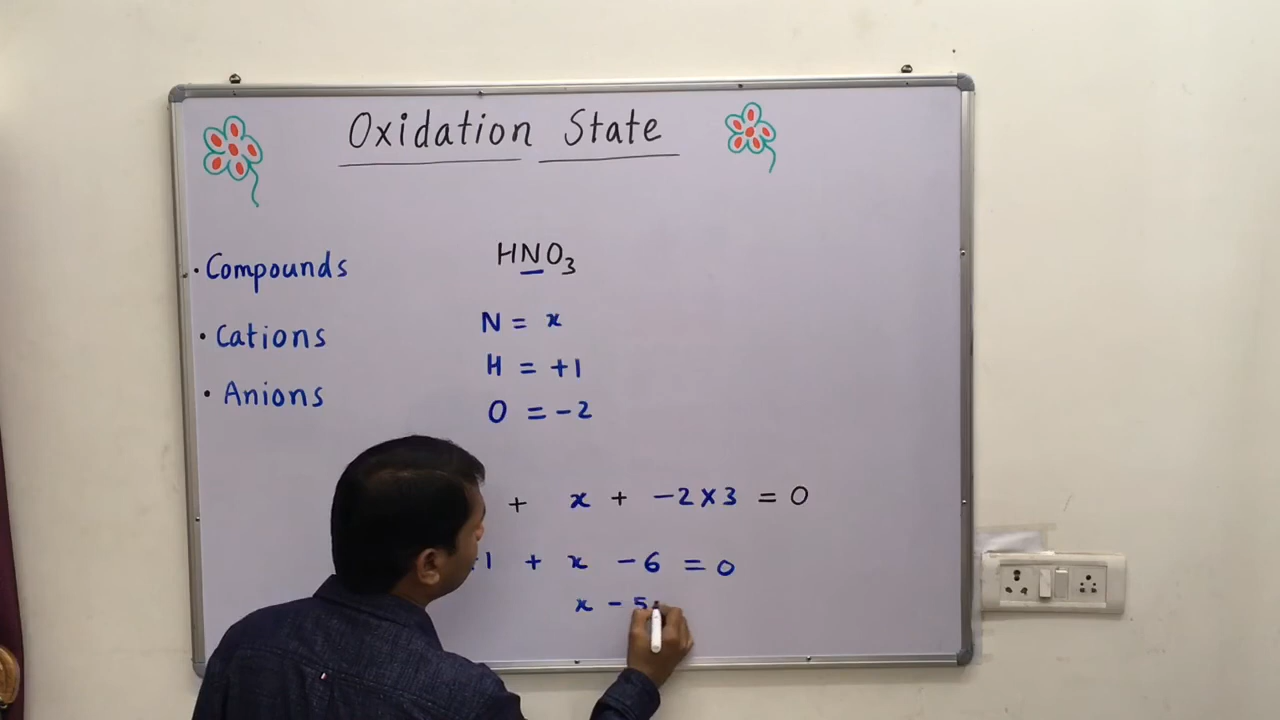 Oxidation State
· Compounds
· Cations
· Anions
HNO₃
N = x
H = +1
O = -2
+ x + -2×3 = 0
1 + x - 6 = 0
x - 5